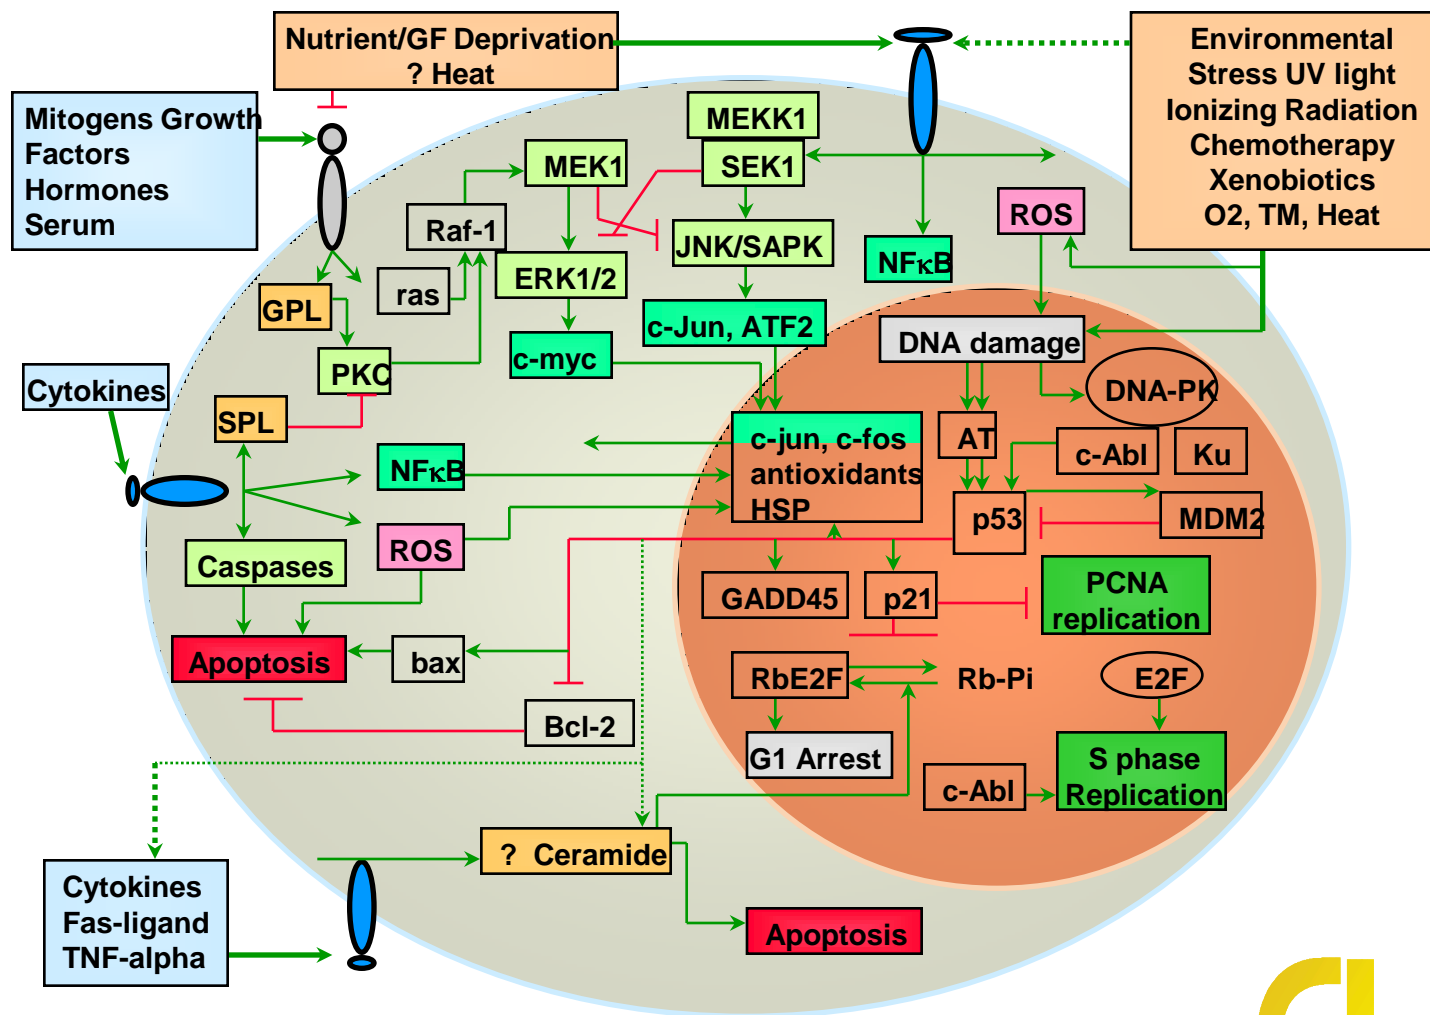 Nutrient/GF Deprivation
? Heat
Environmental
Stress UV light
Ionizing Radiation
Chemotherapy
Xenobiotics
O2, TM, Heat
Mitogens Growth
Factors
Hormones
Serum
MEKK1
SEK1
MEK1
Raf-1
ROS
JNK/SAPK
NFκB
ERK1/2
ras
GPL
c-Jun, ATF2
DNA damage
c-myc
PKC
Cytokines
DNA-PK
SPL
c-jun, c-fos
antioxidants
HSP
AT
c-Abl
Ku
NFκB
p53
MDM2
ROS
Caspases
GADD45
p21
PCNA
replication
Apoptosis
bax
RbE2F
Rb-Pi
E2F
Bcl-2
G1 Arrest
S phase
Replication
c-Abl
? Ceramide
Cytokines
Fas-ligand
TNF-alpha
Apoptosis